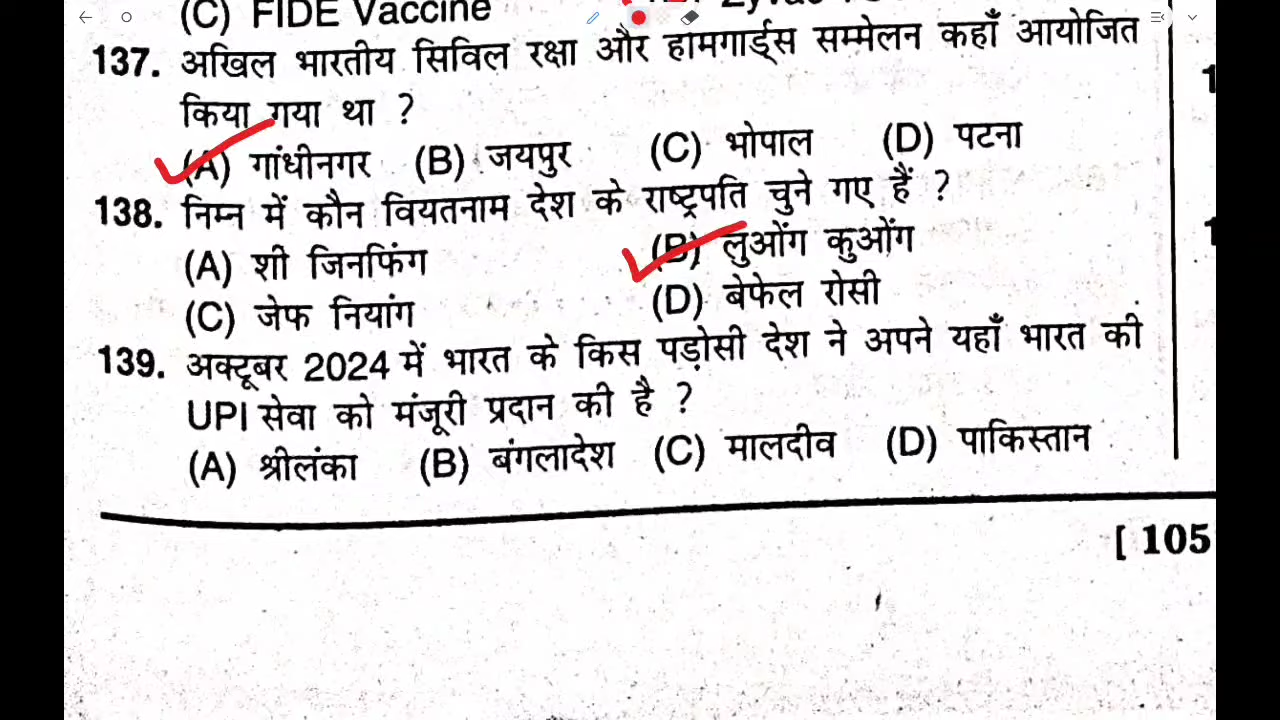 (C) FIDE Vaccine
137. अखिल भारतीय सिविल रक्षा और होमगार्ड्स सम्मेलन कहाँ आयोजित
किया गया था ?
(A) गांधीनगर (B) जयपुर (C) भोपाल (D) पटना
138. निम्न में कौन वियतनाम देश के राष्ट्रपति चुने गए हैं ?
(A) शी जिनफिंग (B) लुओंग कुओंग
(C) जेफ नियांग (D) बेफेल रोसी
139. अक्टूबर 2024 में भारत के किस पड़ोसी देश ने अपने यहाँ भारत की
UPI सेवा को मंजूरी प्रदान की है ?
(A) श्रीलंका (B) बंगलादेश (C) मालदीव (D) पाकिस्तान
[ 105